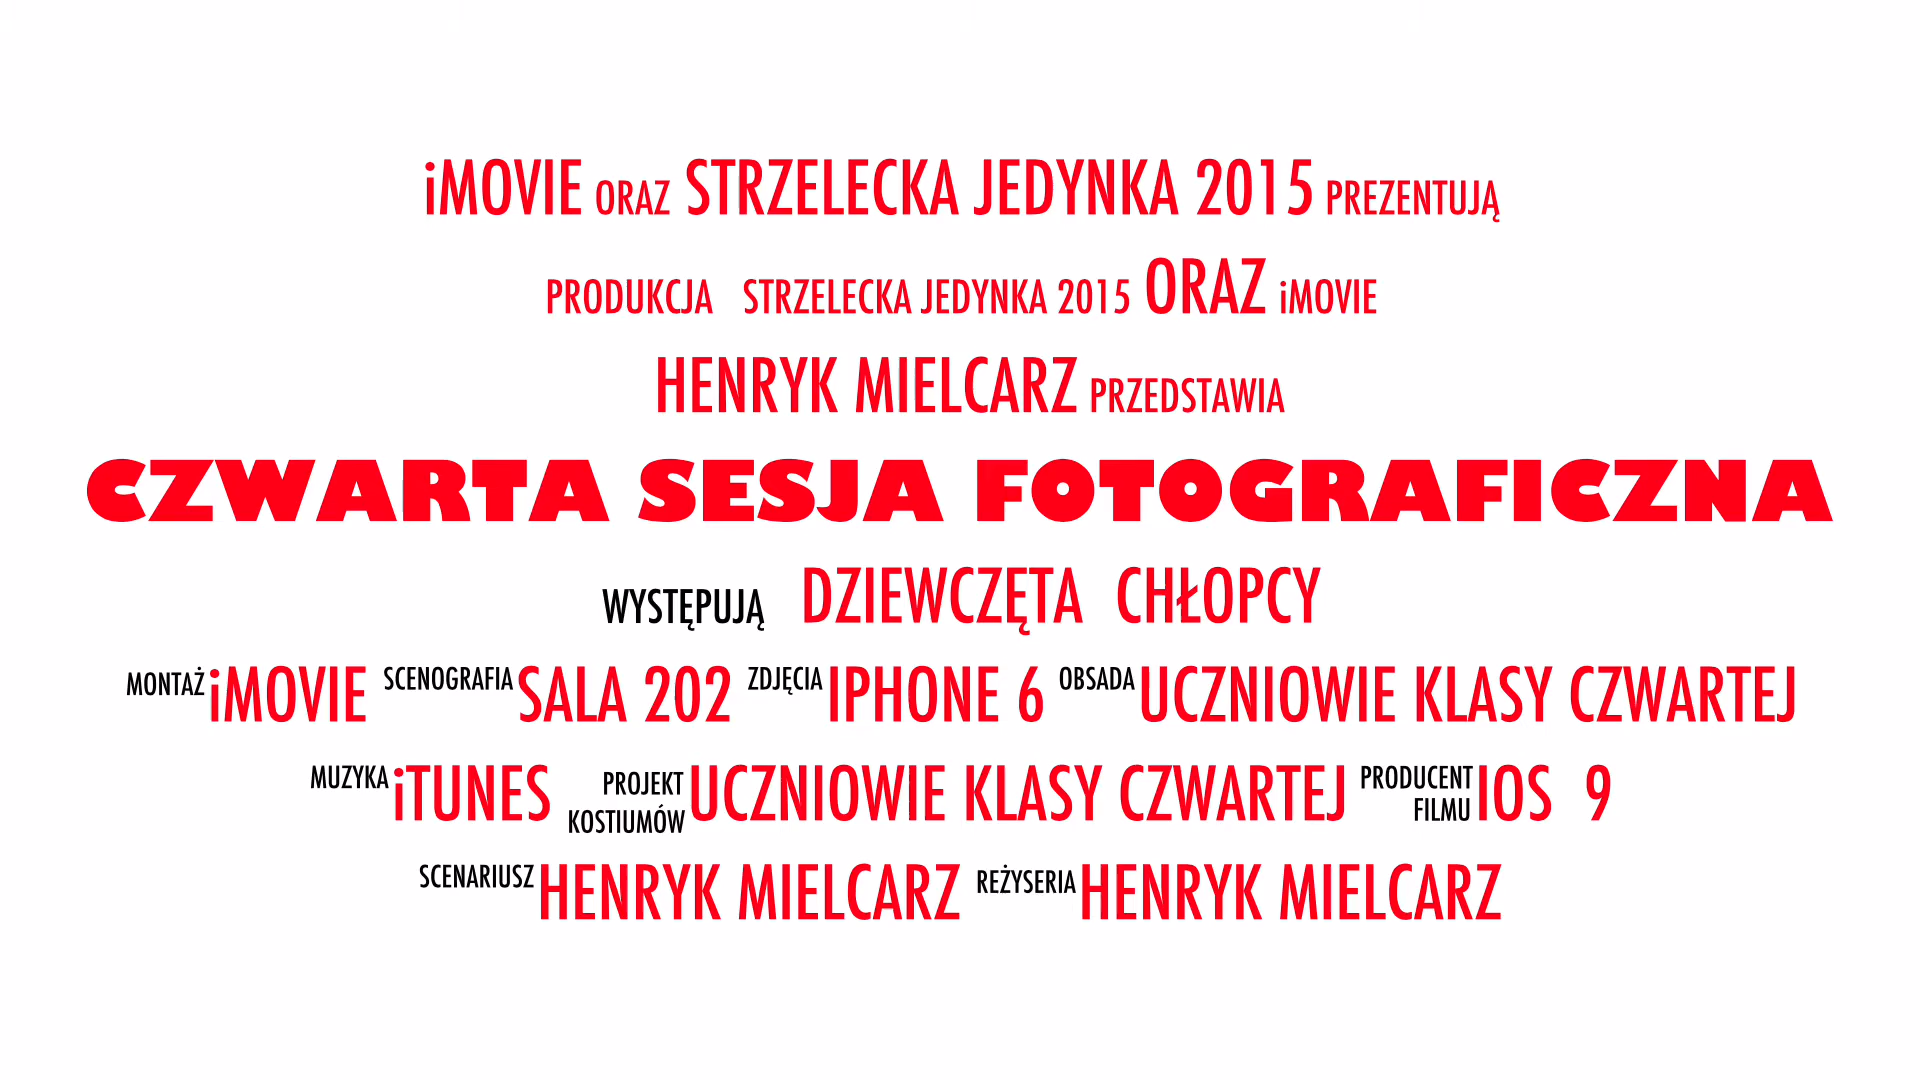 iMOVIE ORAZ STRZELECKA JEDYNKA 2015 PREZENTUJĄ
PRODUKCJA STRZELECKA JEDYNKA 2015 ORAZ iMOVIE
HENRYK MIELCARZ PRZEDSTAWIA
CZWARTA SESJA FOTOGRAFICZNA
WYSTĘPUJĄ DZIEWCZĘTA CHŁOPCY
MONTAŻ iMOVIE SCENOGRAFIA SALA 202 ZDJĘCIA IPHONE 6 OBSADA UCZNIOWIE KLASY CZWARTEJ
MUZYKA iTUNES PROJEKT KOSTIUMÓW UCZNIOWIE KLASY CZWARTEJ PRODUCENT FILMU IOS 9
SCENARIUSZ HENRYK MIELCARZ REŻYSERIA HENRYK MIELCARZ